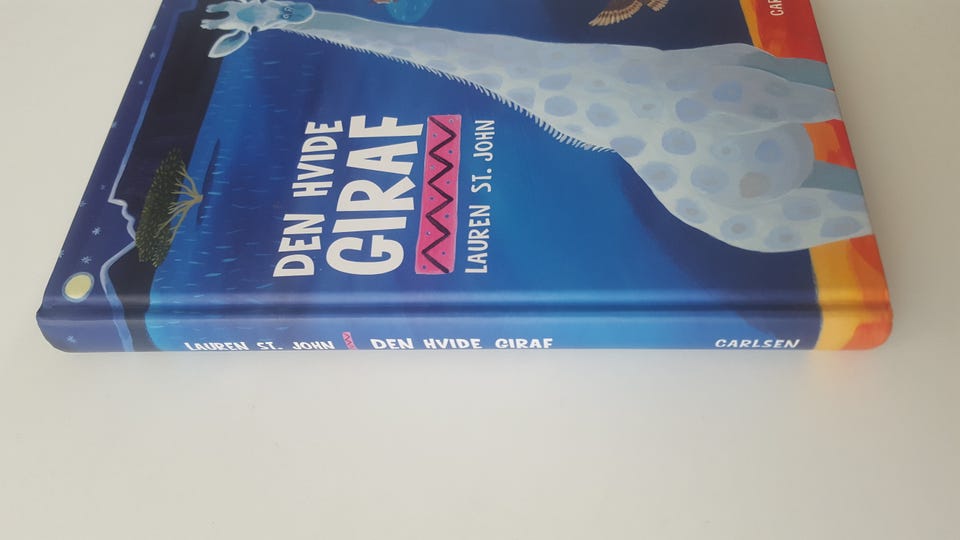 DEN HVIDE
GIRAF
LAUREN ST. JOHN
LAUREN ST. JOHN DEN HVIDE GIRAF CARLSEN